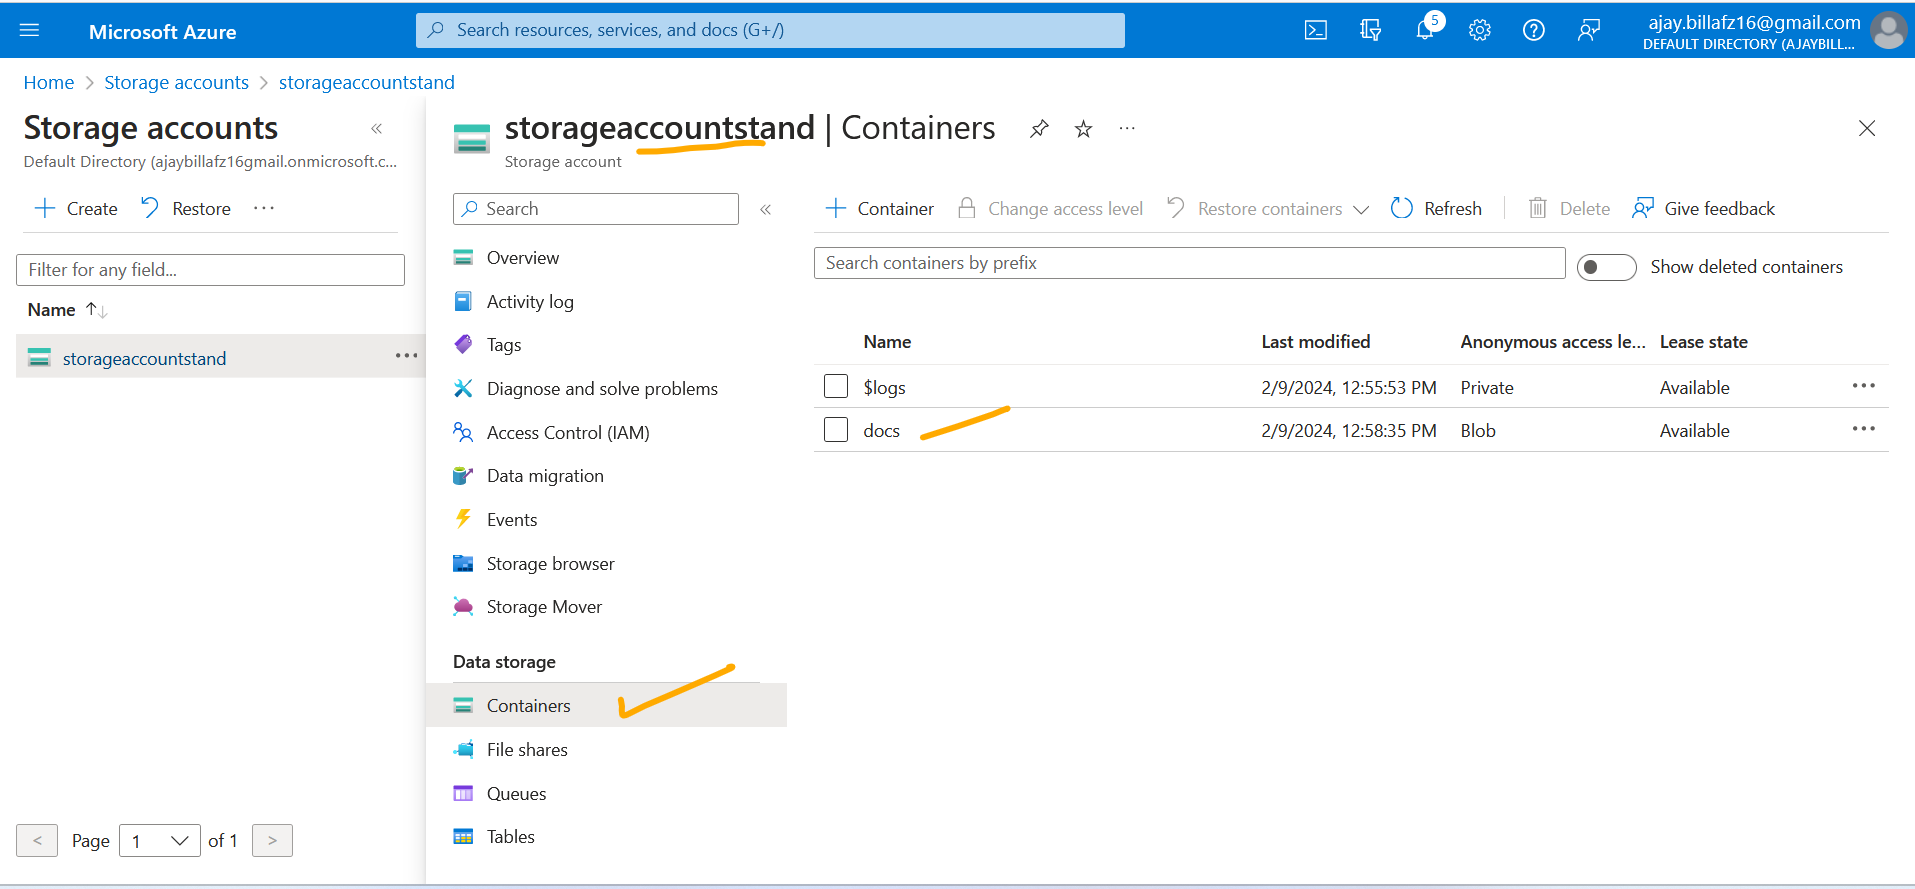 Microsoft Azure
Search resources, services, and docs (G+/)
5
ajay.billafz16@gmail.com
DEFAULT DIRECTORY (AJAYBILL...
Home > Storage accounts > storageaccountstand
Storage accounts
«
Default Directory (ajaybillafz16gmail.onmicrosoft.c...
+ Create
Restore
...
Filter for any field...
Name ↑↓
storageaccountstand
...
< Page 1 of 1 >
storageaccountstand | Containers
...
Storage account
Search
«
Overview
Activity log
Tags
Diagnose and solve problems
Access Control (IAM)
Data migration
Events
Storage browser
Storage Mover
Data storage
Containers
File shares
Queues
Tables
+ Container
Change access level
Restore containers
Refresh
Delete
Give feedback
Search containers by prefix
Show deleted containers
Name Last modified Anonymous access le... Lease state
$logs 2/9/2024, 12:55:53 PM Private Available ...
docs 2/9/2024, 12:58:35 PM Blob Available ...